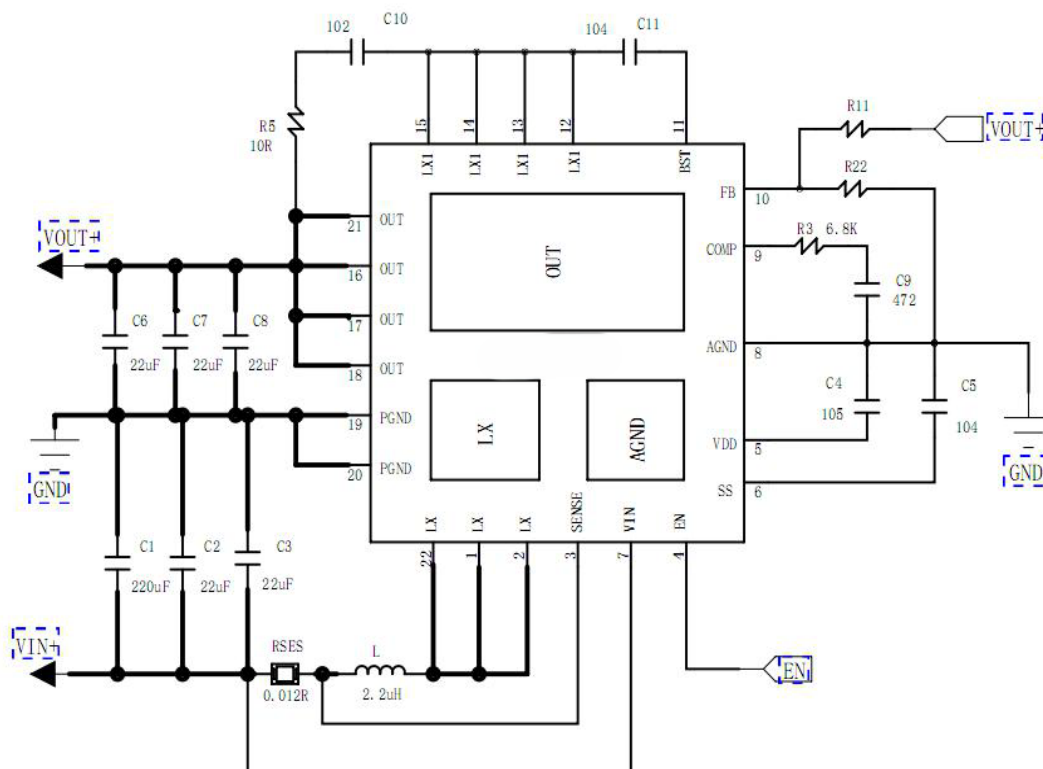 102 C10
104 C11
R5
10R
15 14 13 12 11
LX1 LX1 LX1 LX1 BST
R11
VOUT+
R22
FB
10
R3 6.8K
COMP
9
C9
472
AGND
8
C4
105
C5
104
VDD
5
SS
6
GND
OUT
LX
AGND
21 OUT
VOUT+
16 OUT
17 OUT
18 OUT
19 PGND
20 PGND
C6 C7 C8
22uF 22uF 22uF
GND
LX LX LX SENSE VIN EN
22 1 2 3 7 4
C1 C2 C3
220uF 22uF 22uF
VIN+
RSES
0.012R
L
2.2uH
EN